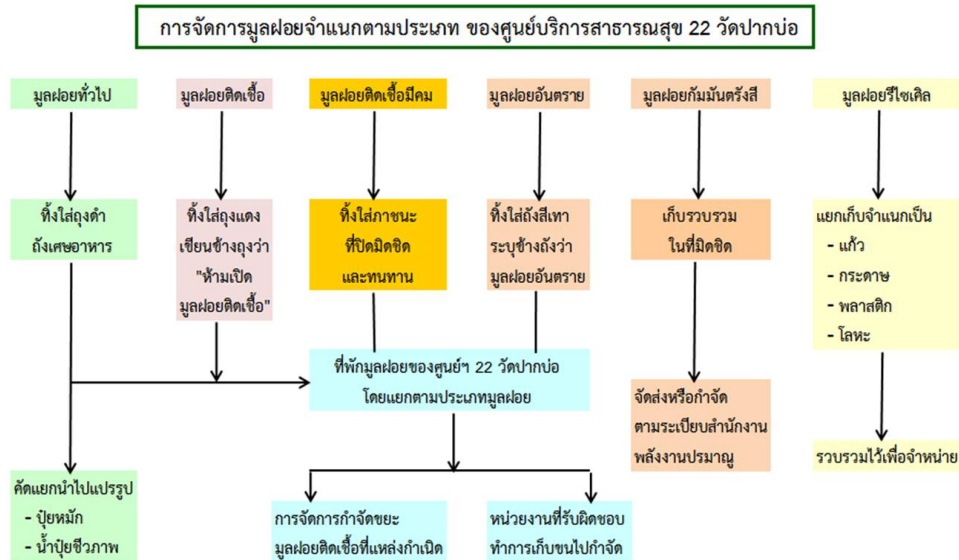 การจัดการมูลฝอยจำแนกตามประเภท ของศูนย์บริการสาธารณสุข 22 วัดปากบ่อ
มูลฝอยทั่วไป
มูลฝอยติดเชื้อ
มูลฝอยติดเชื้อมีคม
มูลฝอยอันตราย
มูลฝอยกัมมันตรังสี
มูลฝอยรีไซเคิล
ทิ้งใส่ถุงดำ
ถังเศษอาหาร
ทิ้งใส่ถุงแดง
เขียนข้างถุงว่า
"ห้ามเปิด
มูลฝอยติดเชื้อ"
ทิ้งใส่ภาชนะ
ที่ปิดมิดชิด
และทนทาน
ทิ้งใส่ถังสีเทา
ระบุข้างถังว่า
มูลฝอยอันตราย
เก็บรวบรวม
ในที่มิดชิด
แยกเก็บจำแนกเป็น
- แก้ว
- กระดาษ
- พลาสติก
- โลหะ
ที่พักมูลฝอยของศูนย์ฯ 22 วัดปากบ่อ
โดยแยกตามประเภทมูลฝอย
จัดส่งหรือกำจัด
ตามระเบียบสำนักงาน
พลังงานปรมาณู
รวบรวมไว้เพื่อจำหน่าย
คัดแยกนำไปแปรรูป
- ปุ๋ยหมัก
- น้ำปุ๋ยชีวภาพ
การจัดการกำจัดขยะ
มูลฝอยติดเชื้อที่แหล่งกำเนิด
หน่วยงานที่รับผิดชอบ
ทำการเก็บขนไปกำจัด